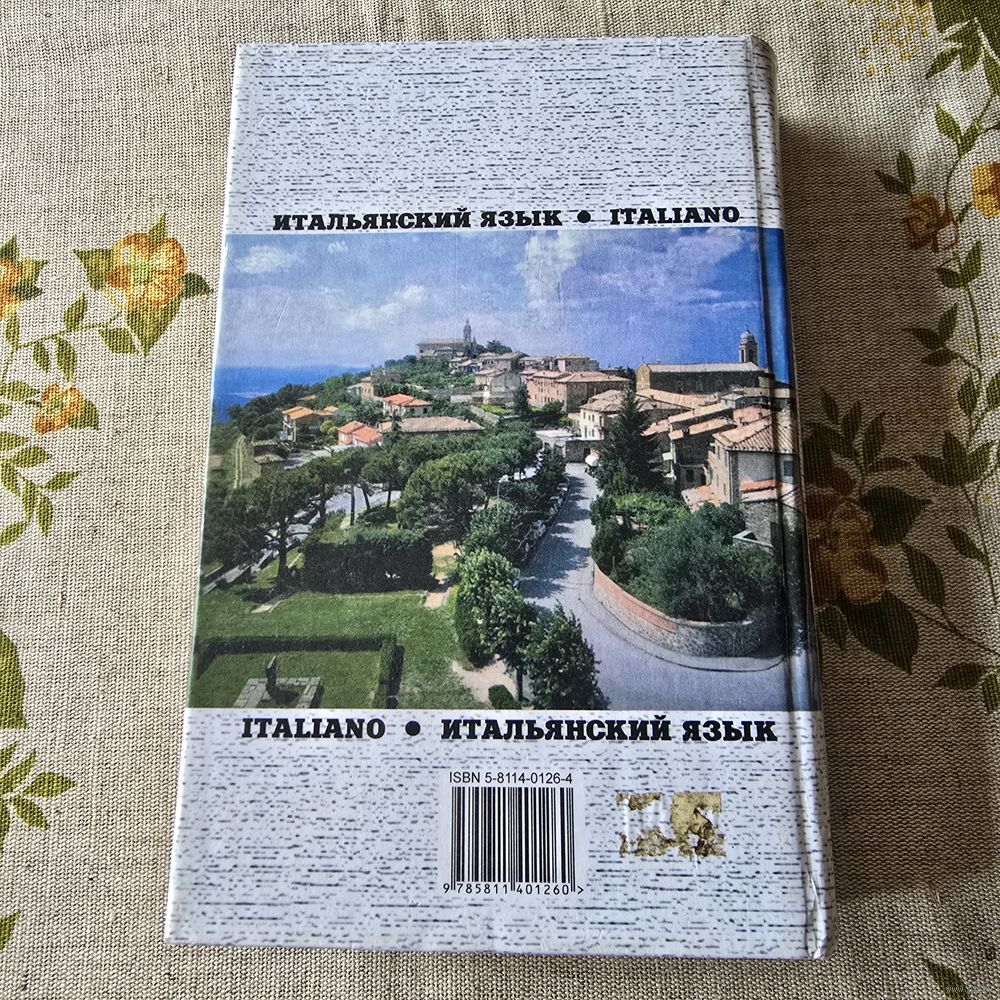 ИТАЛЬЯНСКИЙ ЯЗЫК • ITALIANO
ITALIANO • ИТАЛЬЯНСКИЙ ЯЗЫК
ISBN 5-8114-0126-4
9 785811 401260 >